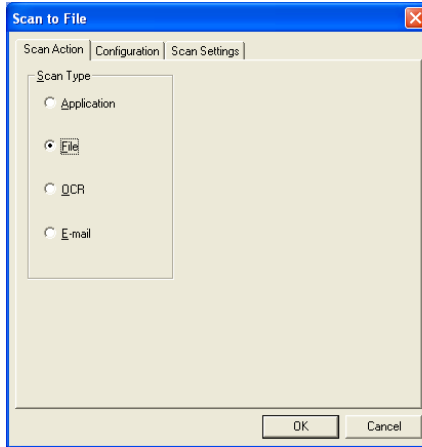 Scan to File
Scan Action Configuration Scan Settings
Scan Type
Application
File
OCR
E-mail
OK Cancel